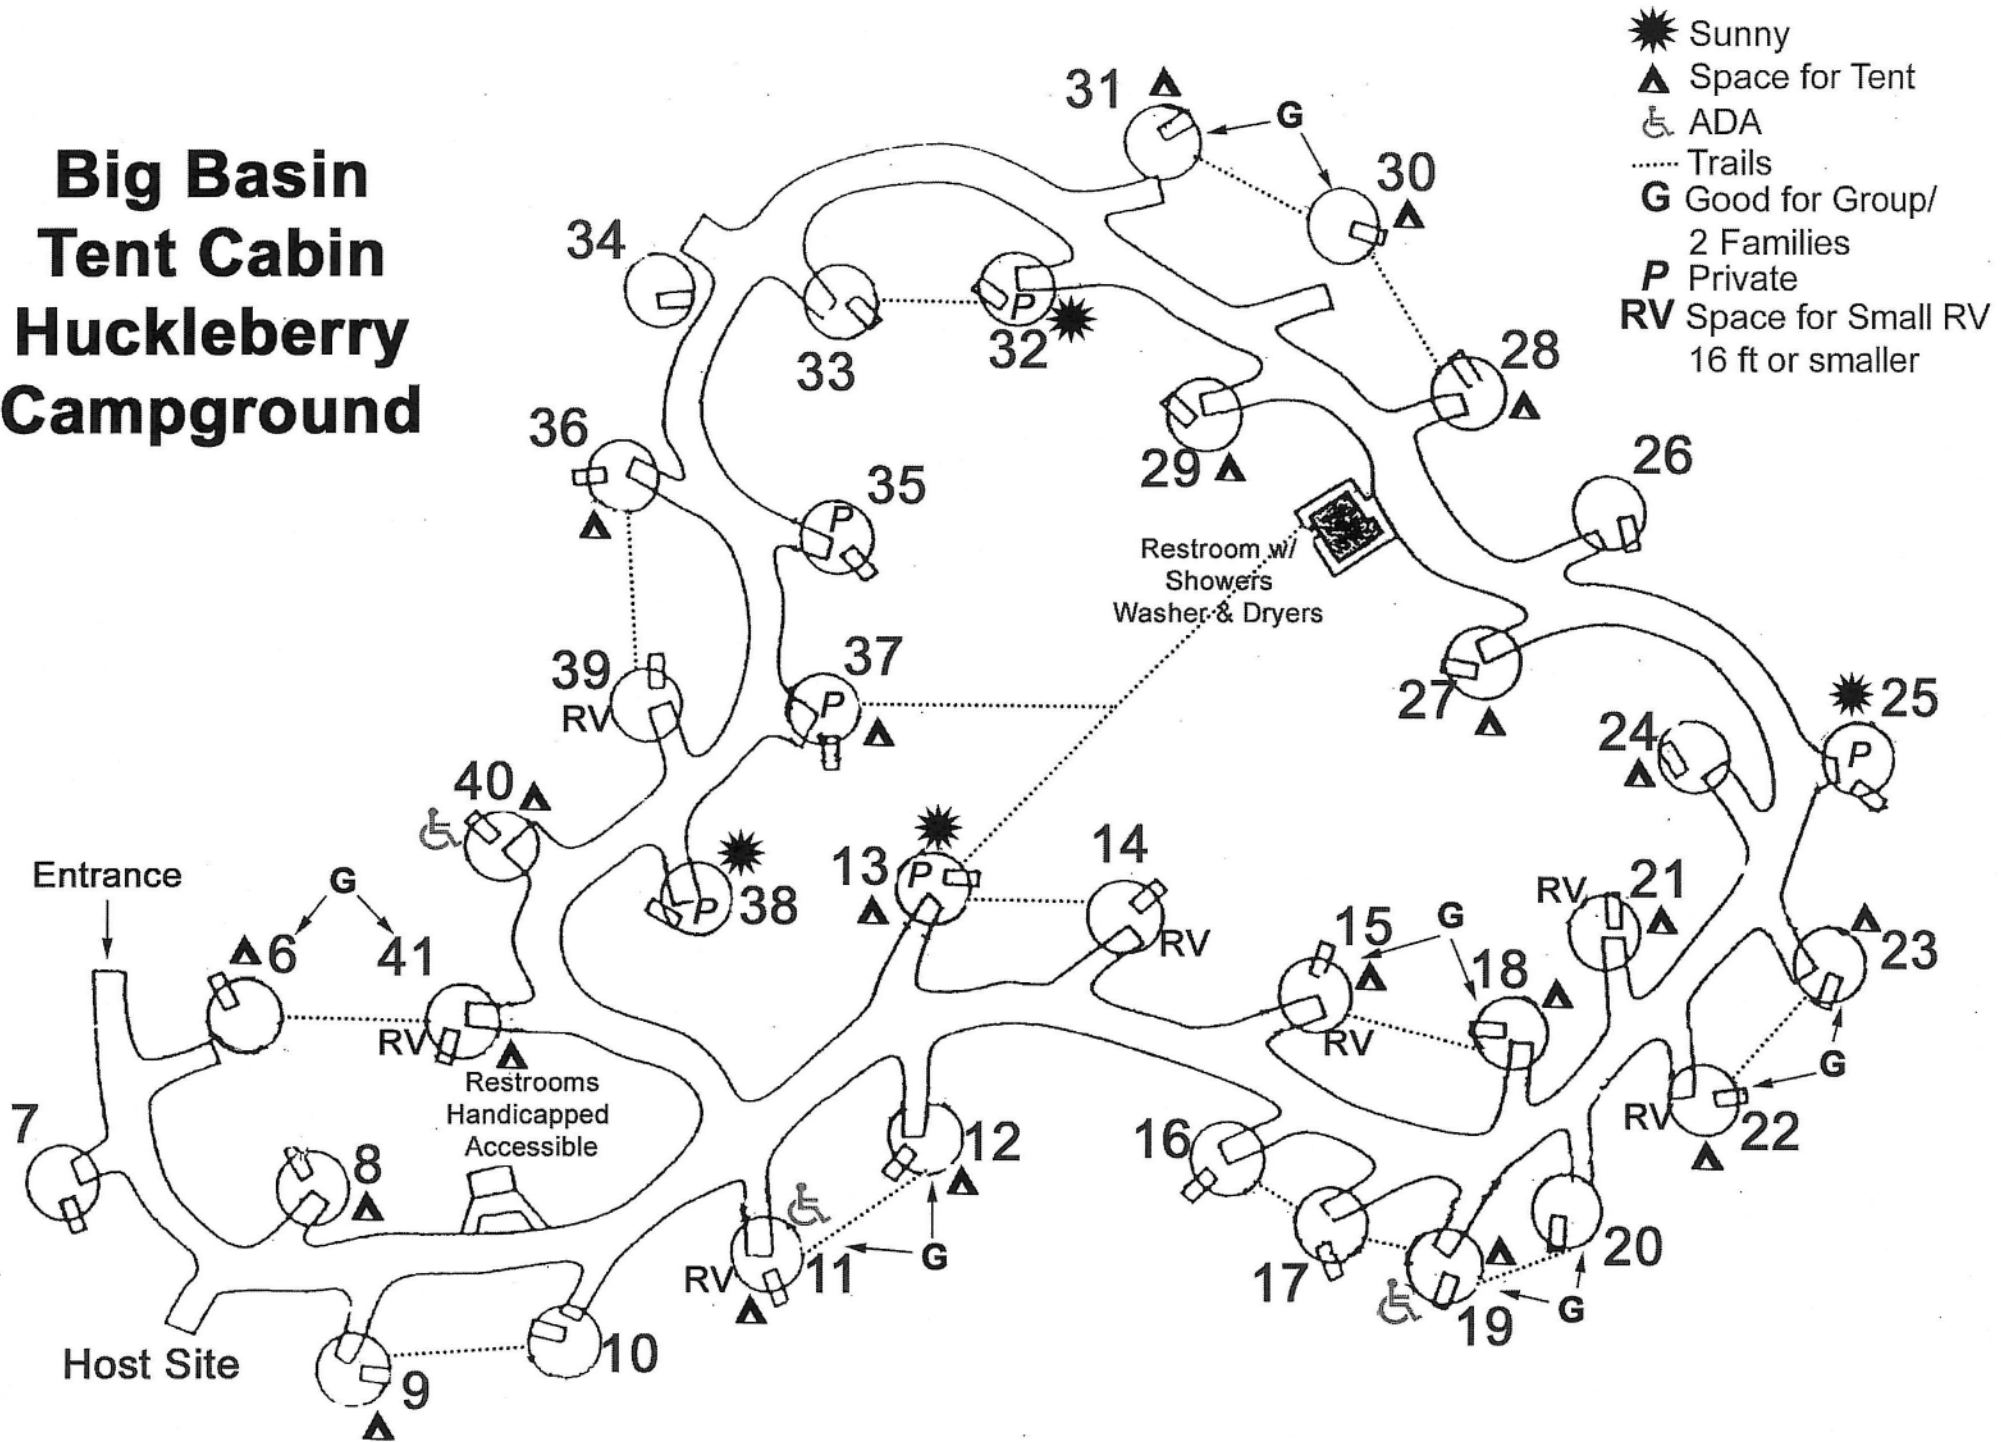 Big Basin
Tent Cabin
Huckleberry
Campground
Sunny
Space for Tent
ADA
Trails
G Good for Group/
2 Families
P Private
RV Space for Small RV
16 ft or smaller
31
G
30
34
33
P
32
28
36
29
26
35
P
Restroom w/
Showers
Washer & Dryers
39
RV
37
P
27
25
P
24
40
38
P
13
P
14
RV
Entrance
G
6
41
RV
15
RV
G
18
RV
21
23
G
22
RV
7
8
Restrooms
Handicapped
Accessible
12
16
11
RV
G
17
19
20
G
Host Site
9
10